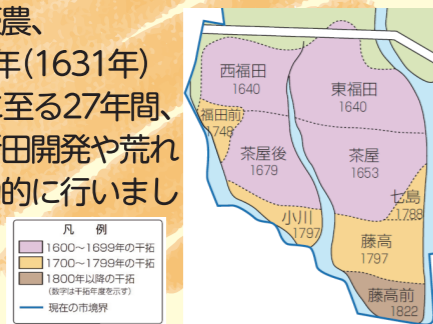 農、
年(1631年)
に至る27年間、
田開発や荒れ
的に行いまし
西福田
1640
東福田
1640
福田前
1748
茶屋後
1679
茶屋
1653
七島
1788
小川
1797
藤高
1797
藤高前
1822
凡 例
1600～1699年の干拓
1700～1799年の干拓
1800年以降の干拓
(数字は干拓年度を示す)
現在の市境界